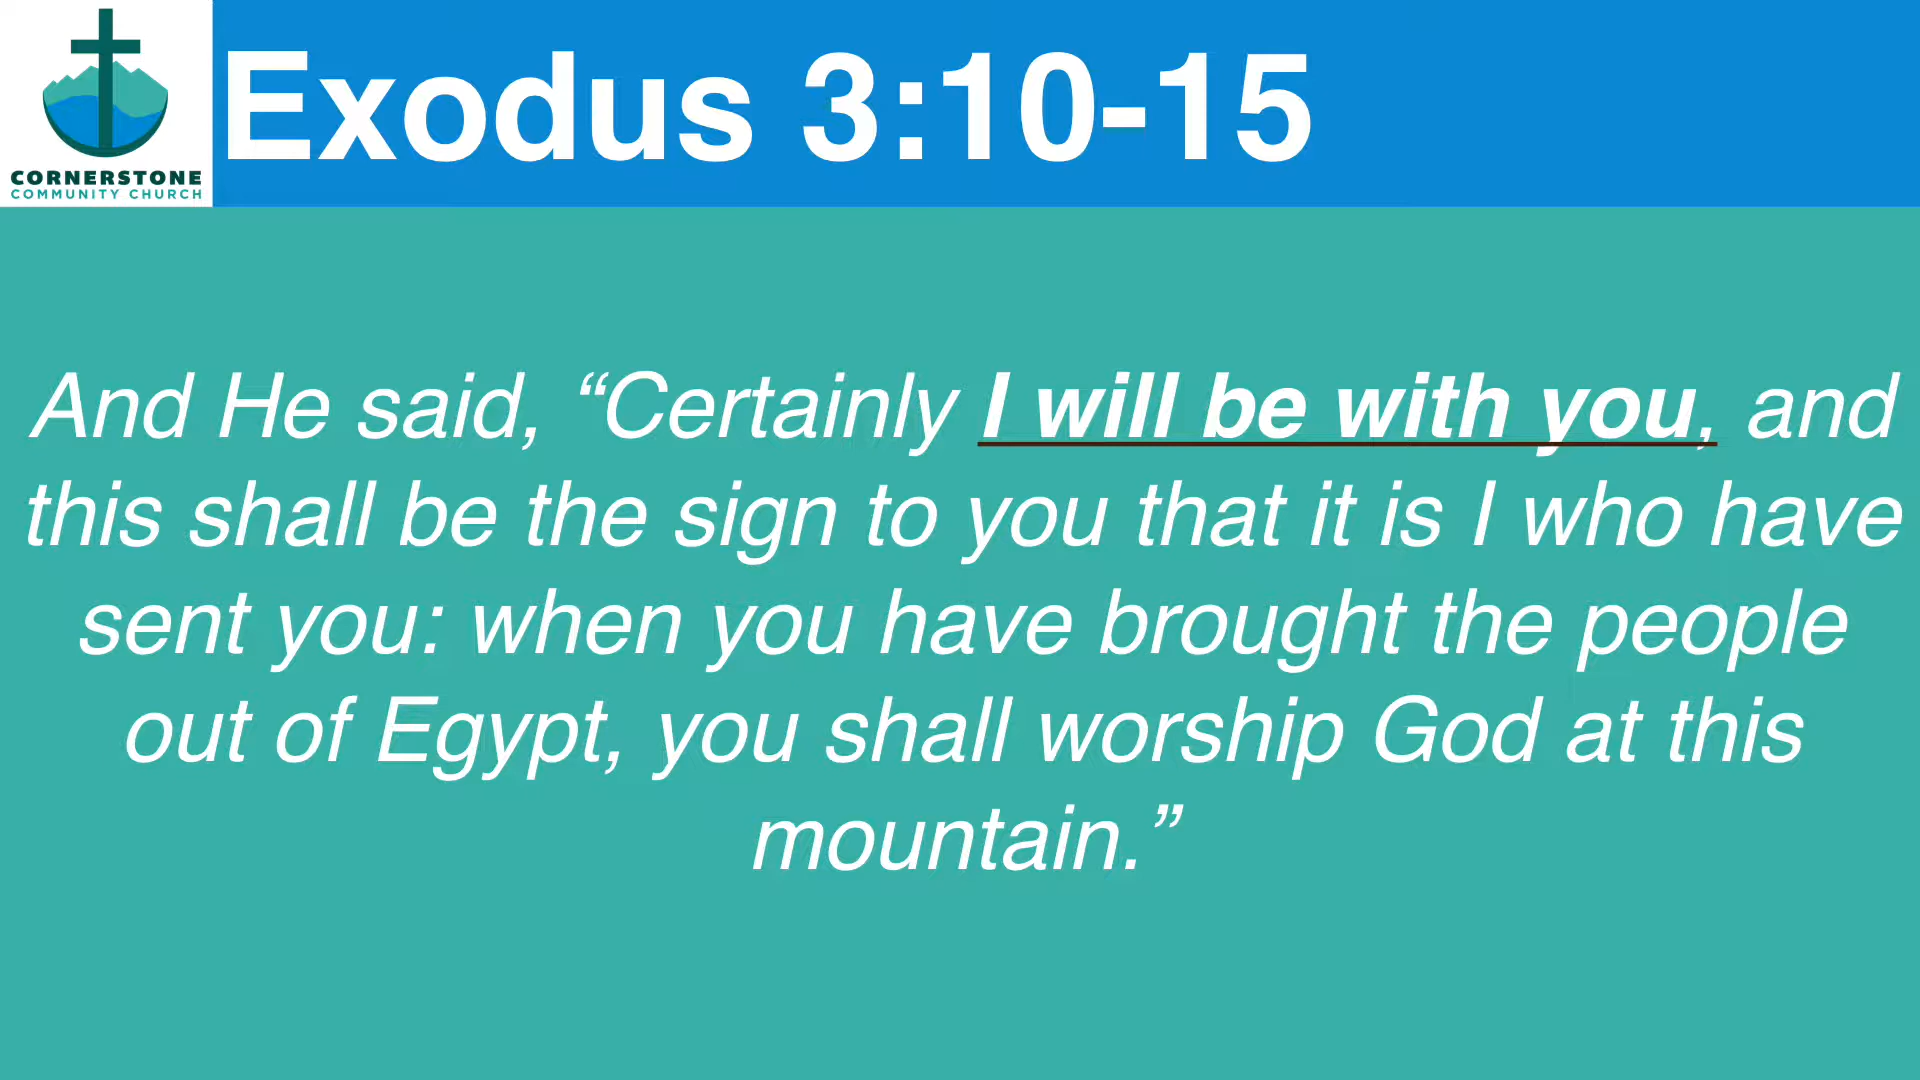 CORNERSTONE
COMMUNITY CHURCH
Exodus 3:10-15
And He said, “Certainly I will be with you, and
this shall be the sign to you that it is I who have
sent you: when you have brought the people
out of Egypt, you shall worship God at this
mountain.”